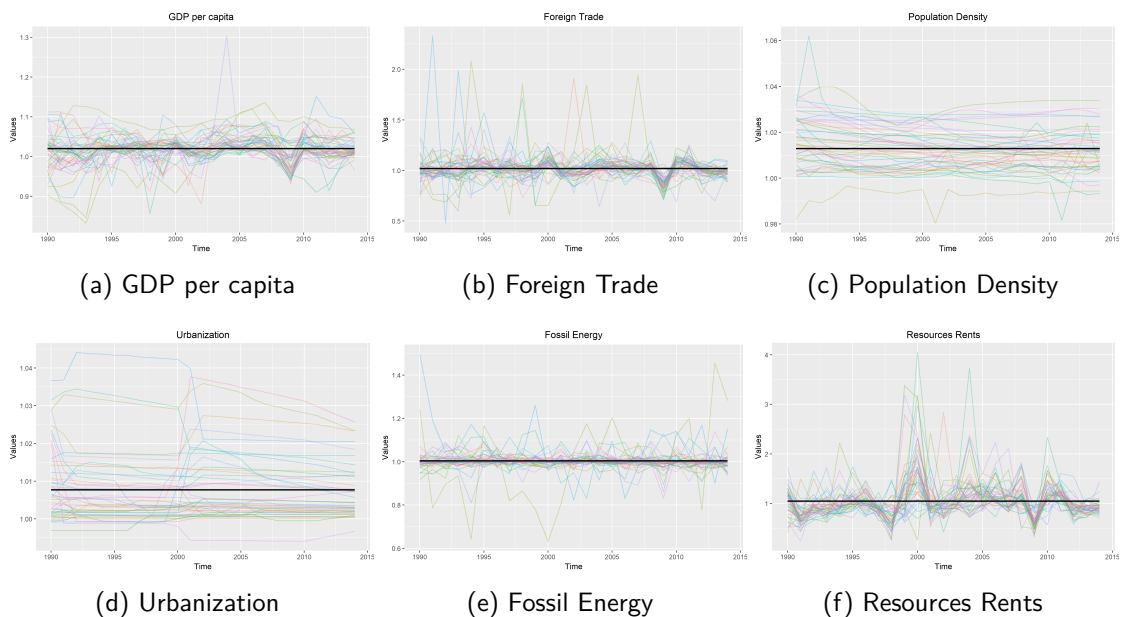 GDP per capita
1.3
1.2
1.1
1.0
0.9
Values
1990 1995 2000 2005 2010 2015
Time
(a) GDP per capita
Foreign Trade
2.0
1.5
1.0
0.5
Values
1990 1995 2000 2005 2010 2015
Time
(b) Foreign Trade
Population Density
1.06
1.04
1.02
1.00
0.98
Values
1990 1995 2000 2005 2010 2015
Time
(c) Population Density
Urbanization
1.04
1.03
1.02
1.01
1.00
Values
1990 1995 2000 2005 2010 2015
Time
(d) Urbanization
Fossil Energy
1.4
1.2
1.0
0.8
0.6
Values
1990 1995 2000 2005 2010 2015
Time
(e) Fossil Energy
Resources Rents
4
3
2
1
Values
1990 1995 2000 2005 2010 2015
Time
(f) Resources Rents